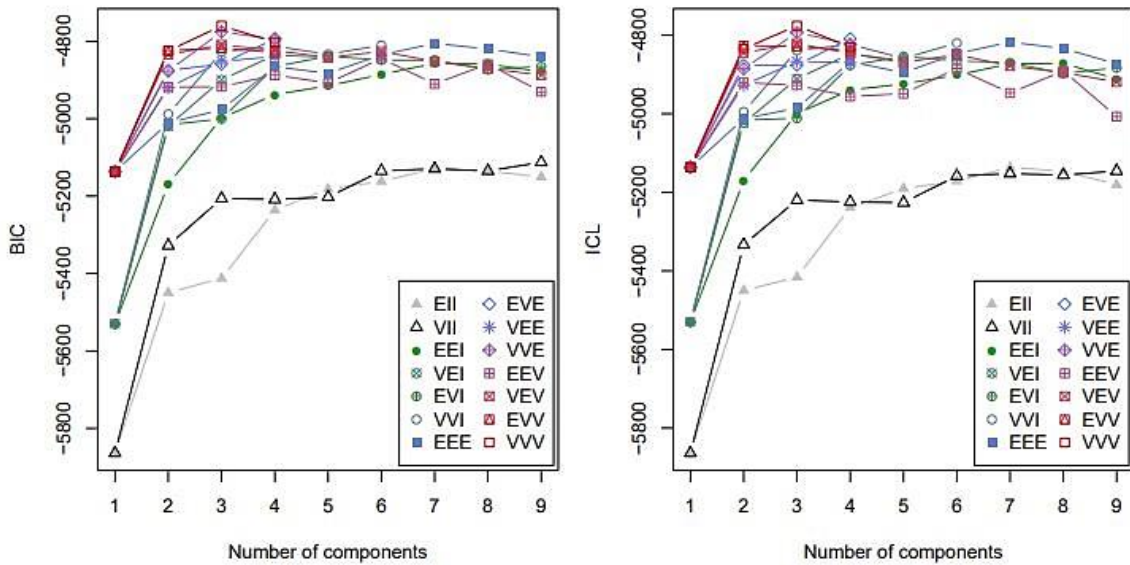 BIC
-4800
-5000
-5200
-5400
-5600
-5800
EII EVE
VII VEE
EEI VVE
VEI EEV
EVI VEV
VVI EVV
EEE VVV
1 2 3 4 5 6 7 8 9
Number of components
ICL
-4800
-5000
-5200
-5400
-5600
-5800
EII EVE
VII VEE
EEI VVE
VEI EEV
EVI VEV
VVI EVV
EEE VVV
1 2 3 4 5 6 7 8 9
Number of components